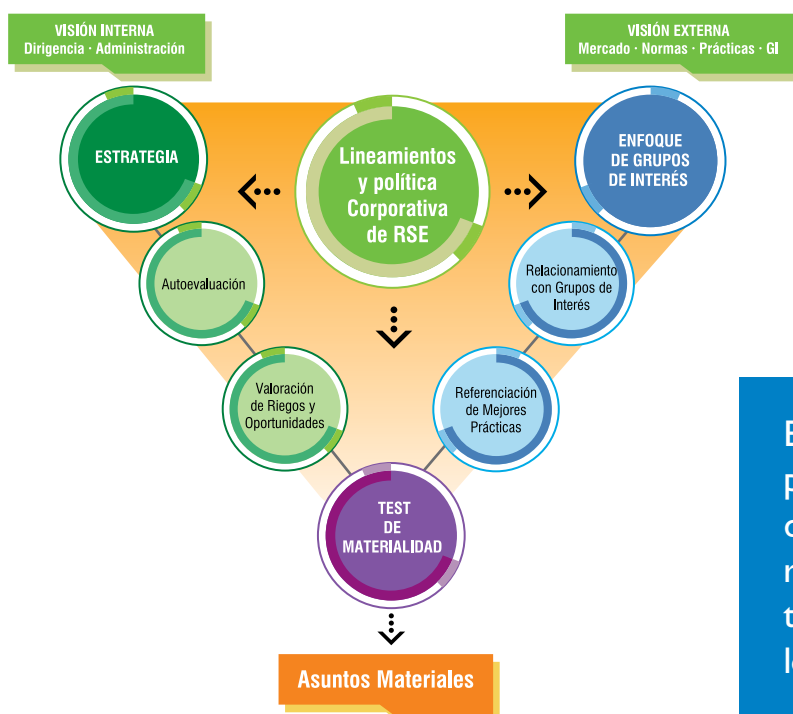 VISIÓN INTERNA
Dirigencia · Administración
VISIÓN EXTERNA
Mercado · Normas · Prácticas · GI
ESTRATEGIA
Lineamientos
y política
Corporativa
de RSE
ENFOQUE
DE GRUPOS
DE INTERÉS
Autoevaluación
Relacionamiento
con Grupos de
Interés
Valoración
de Riegos y
Oportunidades
Referenciación
de Mejores
Prácticas
TEST
DE
MATERIALIDAD
Asuntos Materiales